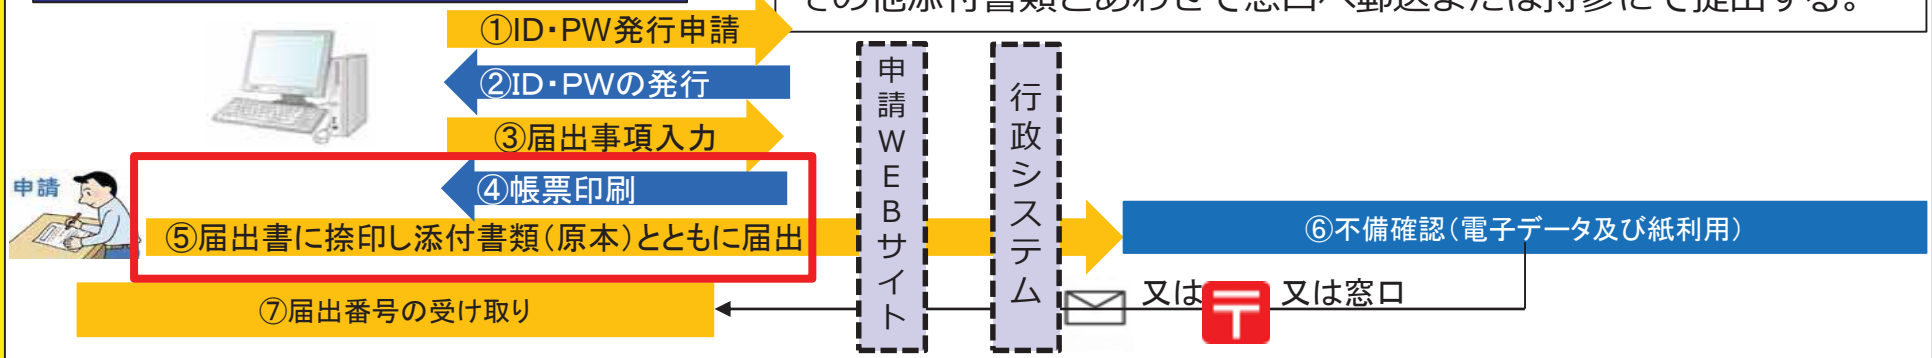 その他添付書類とあわせて窓口へ郵送または持参にて提出する。
①ID・PW発行申請
②ID・PWの発行
③届出事項入力
④帳票印刷
申請
⑤届出書に捺印し添付書類(原本)とともに届出
申請WEBサイト
行政システム
⑥不備確認(電子データ及び紙利用)
又は
〒
又は窓口
⑦届出番号の受け取り